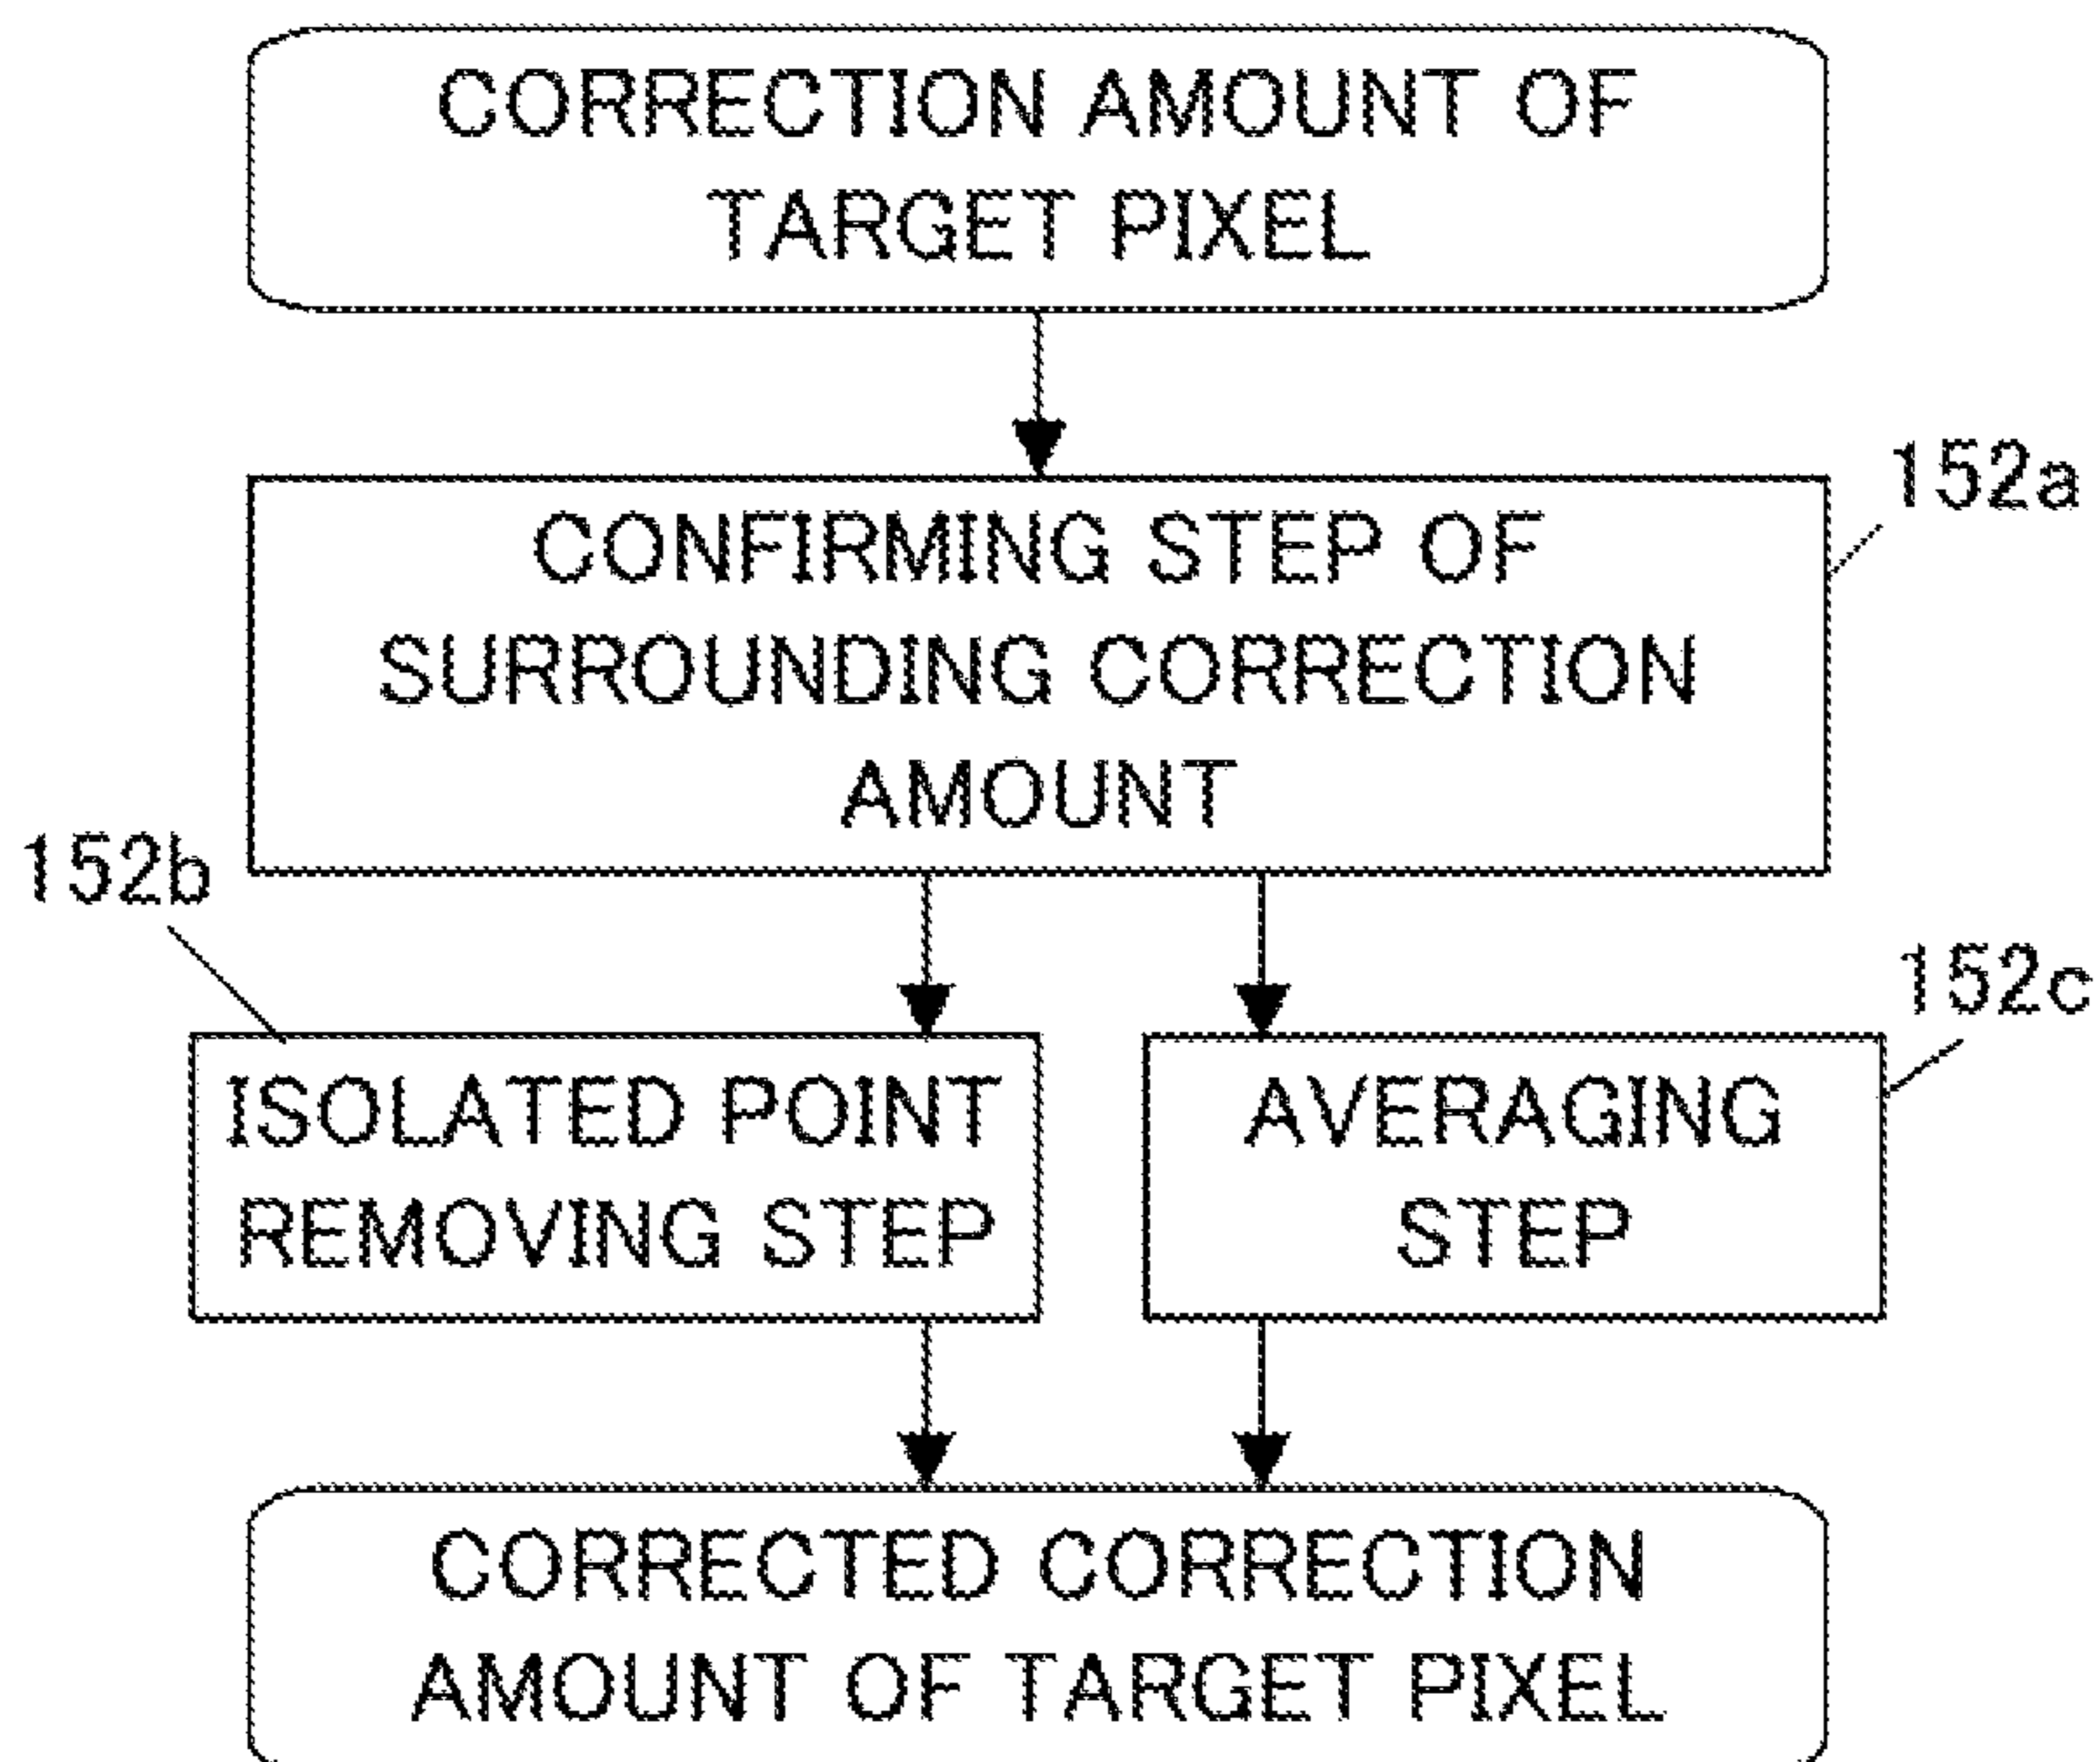 CORRECTION AMOUNT OF
TARGET PIXEL
152a
CONFIRMING STEP OF
SURROUNDING CORRECTION
AMOUNT
152b
152c
ISOLATED POINT
REMOVING STEP
AVERAGING
STEP
CORRECTED CORRECTION
AMOUNT OF TARGET PIXEL